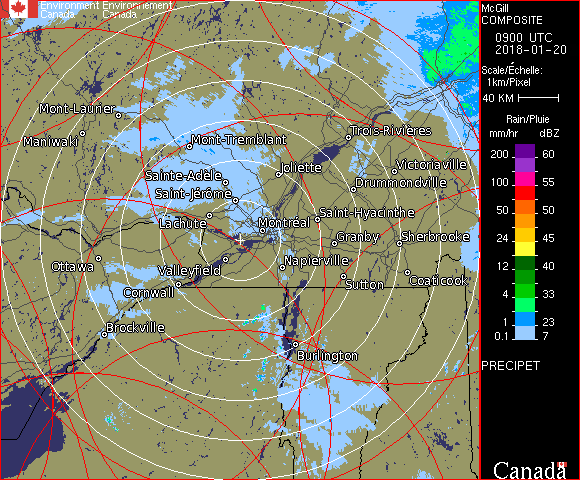 Environment Environnement
Canada Canada
McGill
COMPOSITE
0900 UTC
2018-01-20
Scale/Échelle:
1km/Pixel
40 KM
Rain/Pluie
mm/hr dBZ
200 60
100 55
50 50
24 45
12 40
4 33
1 23
0.1 7
PRECIPET
Canada
Mont-Laurier
Maniwaki
Mont-Tremblant
Trois-Rivières
Joliette
Victoriaville
Sainte-Adèle
Drummondville
Saint-Jérôme
Lachute
Saint-Hyacinthe
Montréal
Granby
Sherbrooke
Ottawa
Valleyfield
Napierville
Sutton
Coaticook
Cornwall
Brockville
Burlington